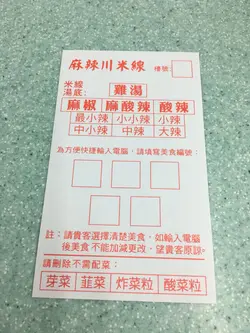 麻辣川米線 樓號:
米線
湯底: 雞湯
麻椒 麻酸辣 酸辣
最小辣 小小辣 小辣
中小辣 中辣 大辣
為方便快捷輸入電腦,請填寫美食編號:
註:請貴客選擇清楚美食,如輸入電腦
後美食不能加減更改,望貴客原諒。
請刪除不需配菜:
芽菜 韮菜 炸菜粒 酸菜粒